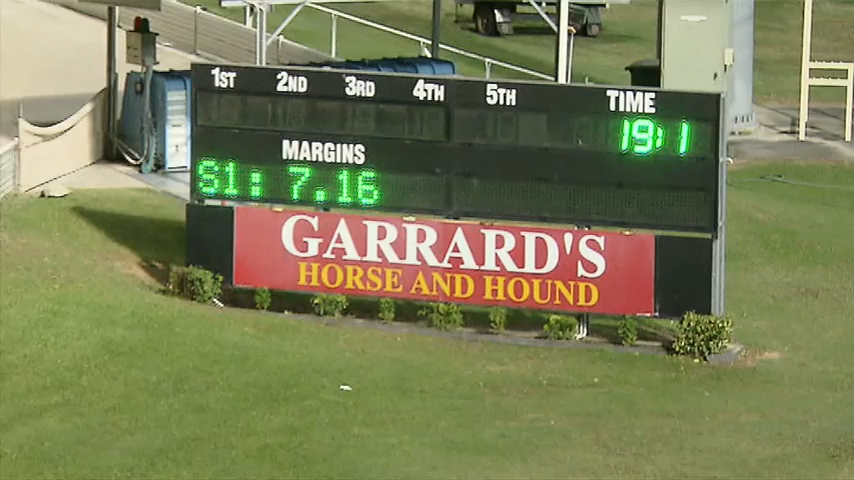 1ST 2ND 3RD 4TH 5TH TIME
19:1
MARGINS
S1: 7.16
GARRARD'S
HORSE AND HOUND